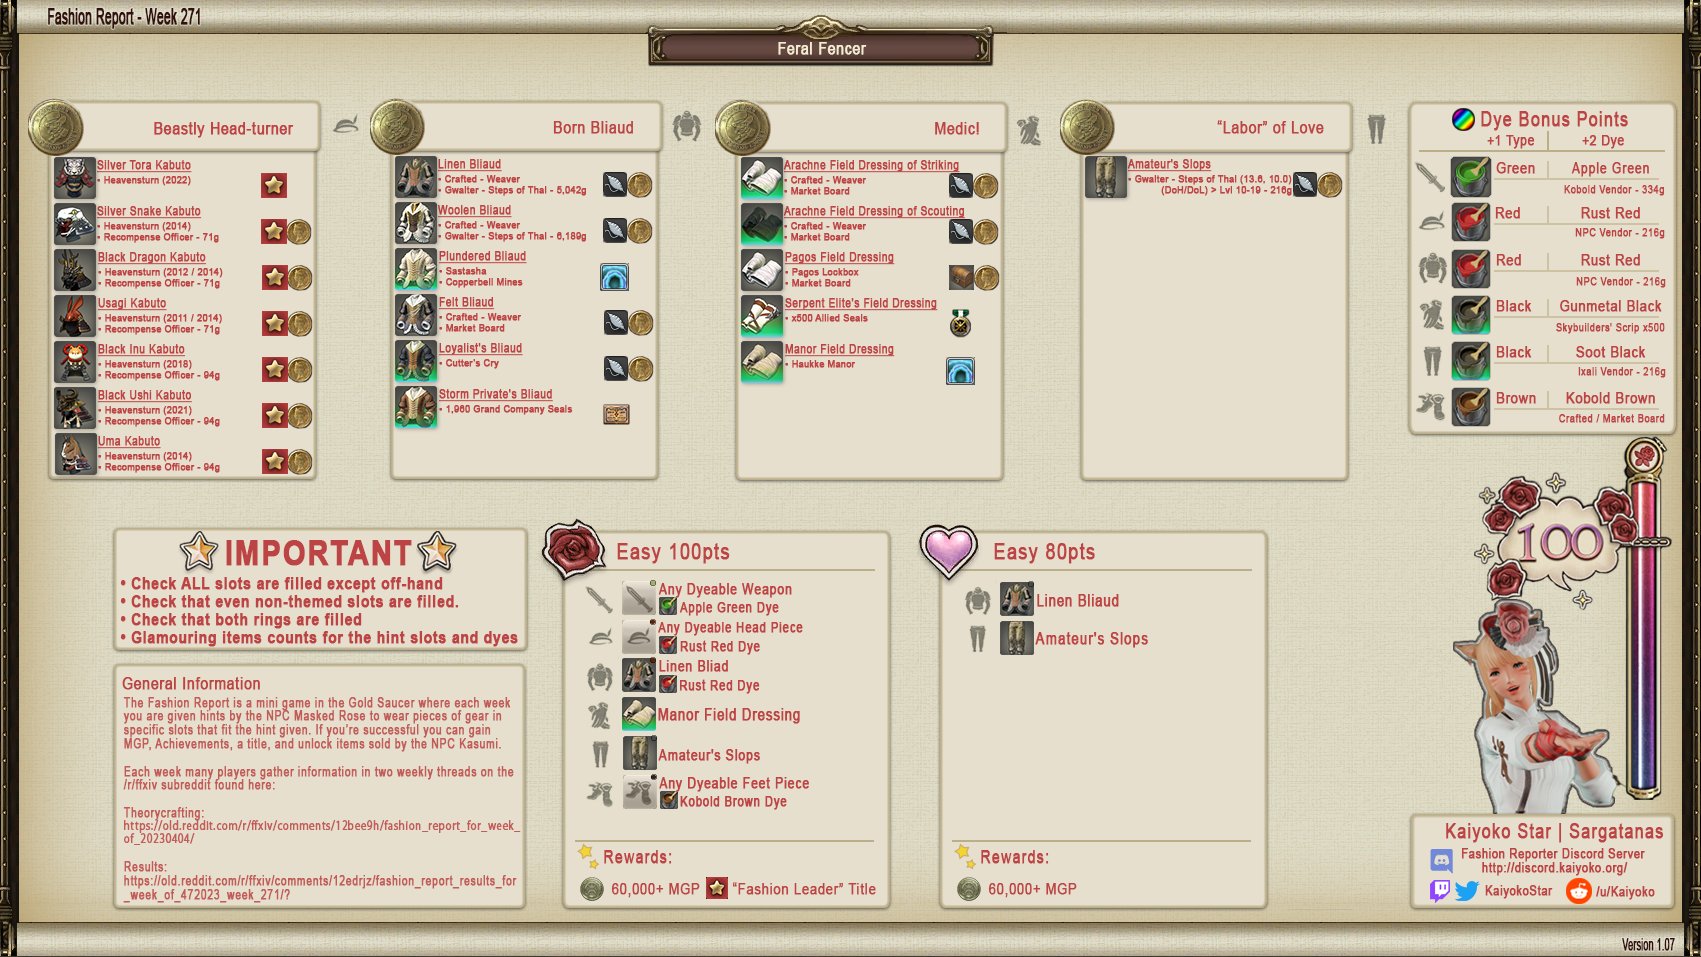 Fashion Report - Week 271
Feral Fencer
Beastly Head-turner
Silver Tora Kabuto
• Heavensturn (2022)
Silver Snake Kabuto
• Heavensturn (2014)
• Recompense Officer - 71g
Black Dragon Kabuto
• Heavensturn (2012 / 2014)
• Recompense Officer - 71g
Usagi Kabuto
• Heavensturn (2011 / 2014)
• Recompense Officer - 71g
Black Inu Kabuto
• Heavensturn (2018)
• Recompense Officer - 94g
Black Ushi Kabuto
• Heavensturn (2021)
• Recompense Officer - 94g
Uma Kabuto
• Heavensturn (2014)
• Recompense Officer - 94g
Born Bliaud
Linen Bliaud
• Crafted - Weaver
• Gwalter - Steps of Thal - 5,042g
Woolen Bliaud
• Crafted - Weaver
• Gwalter - Steps of Thal - 6,189g
Plundered Bliaud
• Sastasha
• Copperbell Mines
Felt Bliaud
• Crafted - Weaver
• Market Board
Loyalist's Bliaud
• Cutter's Cry
Storm Private's Bliaud
• 1,960 Grand Company Seals
Medic!
Arachne Field Dressing of Striking
• Crafted - Weaver
• Market Board
Arachne Field Dressing of Scouting
• Crafted - Weaver
• Market Board
Pagos Field Dressing
• Pagos Lockbox
• Market Board
Serpent Elite's Field Dressing
• x500 Allied Seals
Manor Field Dressing
• Haukke Manor
"Labor" of Love
Amateur's Slops
• Gwalter - Steps of Thal (13.6, 10.0)
(DoH/DoL) > Lvl 10-19 - 216g
Dye Bonus Points
+1 Type | +2 Dye
Green | Apple Green
Kobold Vendor - 334g
Red | Rust Red
NPC Vendor - 216g
Red | Rust Red
NPC Vendor - 216g
Black | Gunmetal Black
Skybuilders' Scrip x500
Black | Soot Black
Ixali Vendor - 216g
Brown | Kobold Brown
Crafted / Market Board
IMPORTANT
• Check ALL slots are filled except off-hand
• Check that even non-themed slots are filled.
• Check that both rings are filled
• Glamouring items counts for the hint slots and dyes
General Information
The Fashion Report is a mini game in the Gold Saucer where each week
you are given hints by the NPC Masked Rose to wear pieces of gear in
specific slots that fit the hint given. If you're successful you can gain
MGP, Achievements, a title, and unlock items sold by the NPC Kasumi.
Each week many players gather information in two weekly threads on the
/r/ffxiv subreddit found here:
Theorycrafting:
https://old.reddit.com/r/ffxiv/comments/12bee9h/fashion_report_for_week_
of_20230404/
Results:
https://old.reddit.com/r/ffxiv/comments/12edrjz/fashion_report_results_for
_week_of_472023_week_271/?
Easy 100pts
Any Dyeable Weapon
Apple Green Dye
Any Dyeable Head Piece
Rust Red Dye
Linen Bliad
Rust Red Dye
Manor Field Dressing
Amateur's Slops
Any Dyeable Feet Piece
Kobold Brown Dye
Rewards:
60,000+ MGP "Fashion Leader" Title
Easy 80pts
Linen Bliaud
Amateur's Slops
Rewards:
60,000+ MGP
100
Kaiyoko Star | Sargatanas
Fashion Reporter Discord Server
http://discord.kaiyoko.org/
KaiyokoStar /u/Kaiyoko
Version 1.07